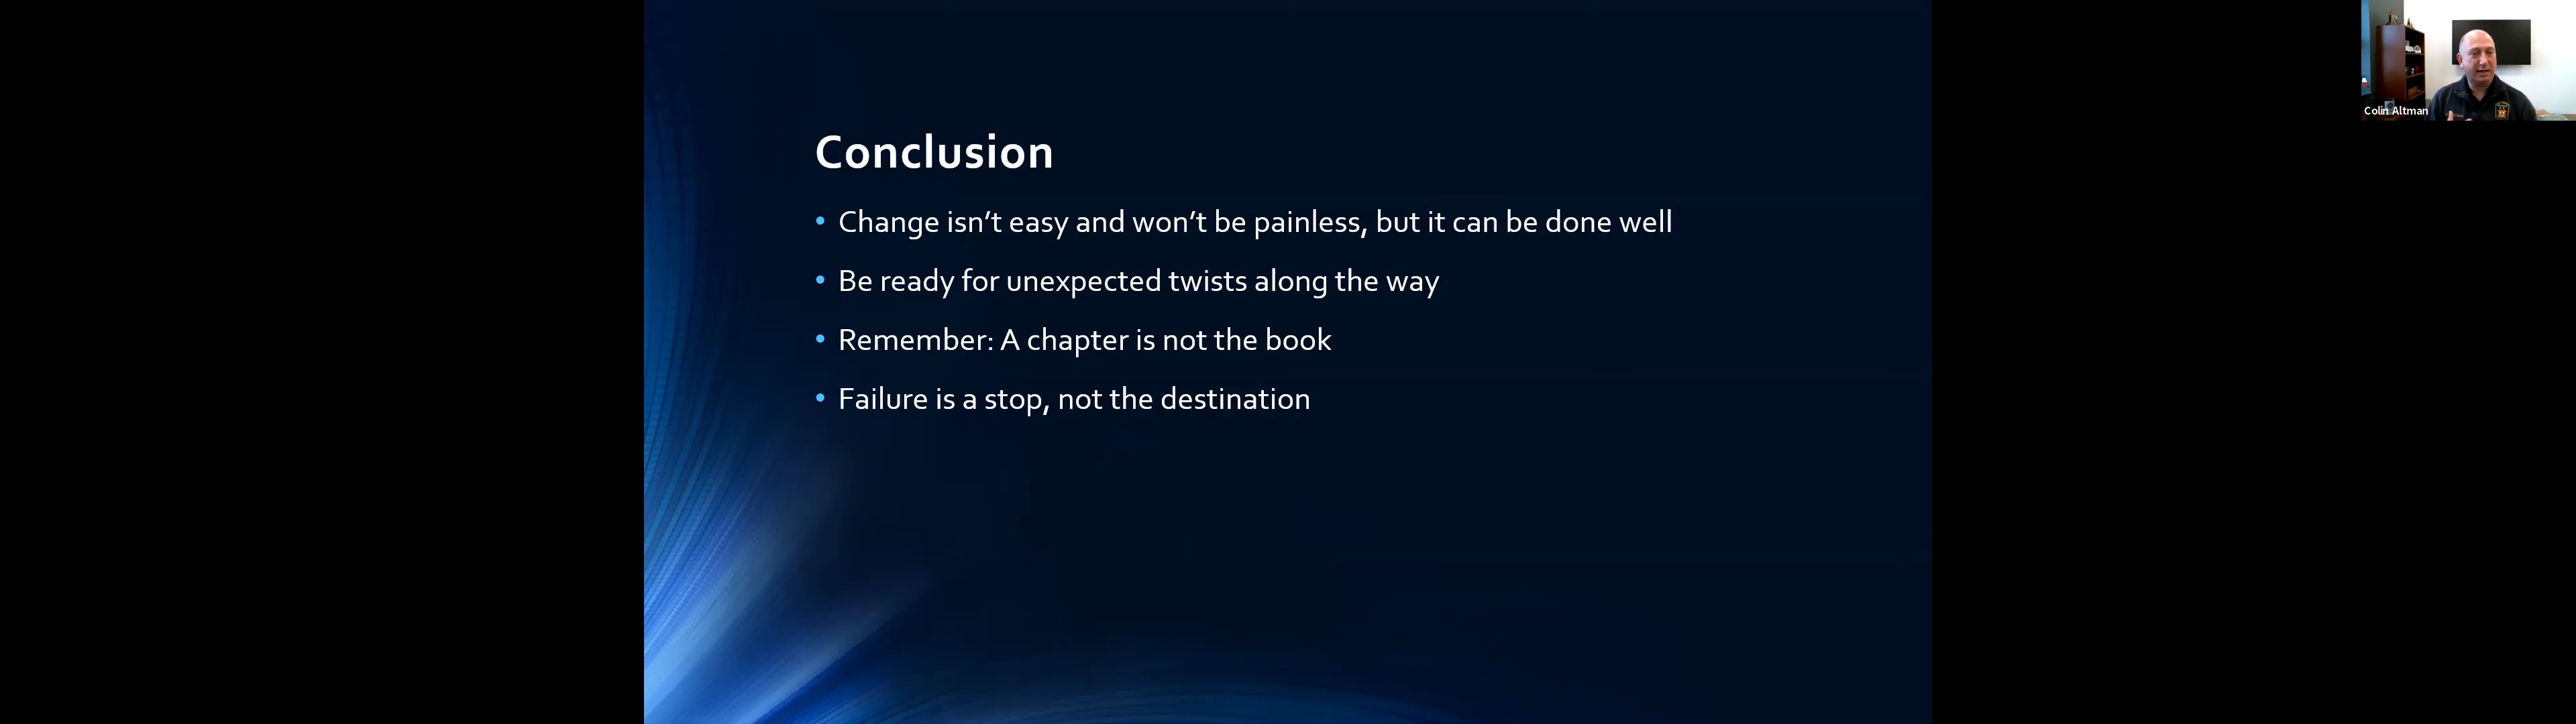 Conclusion
• Change isn’t easy and won’t be painless, but it can be done well
• Be ready for unexpected twists along the way
• Remember: A chapter is not the book
• Failure is a stop, not the destination
Colin Altman